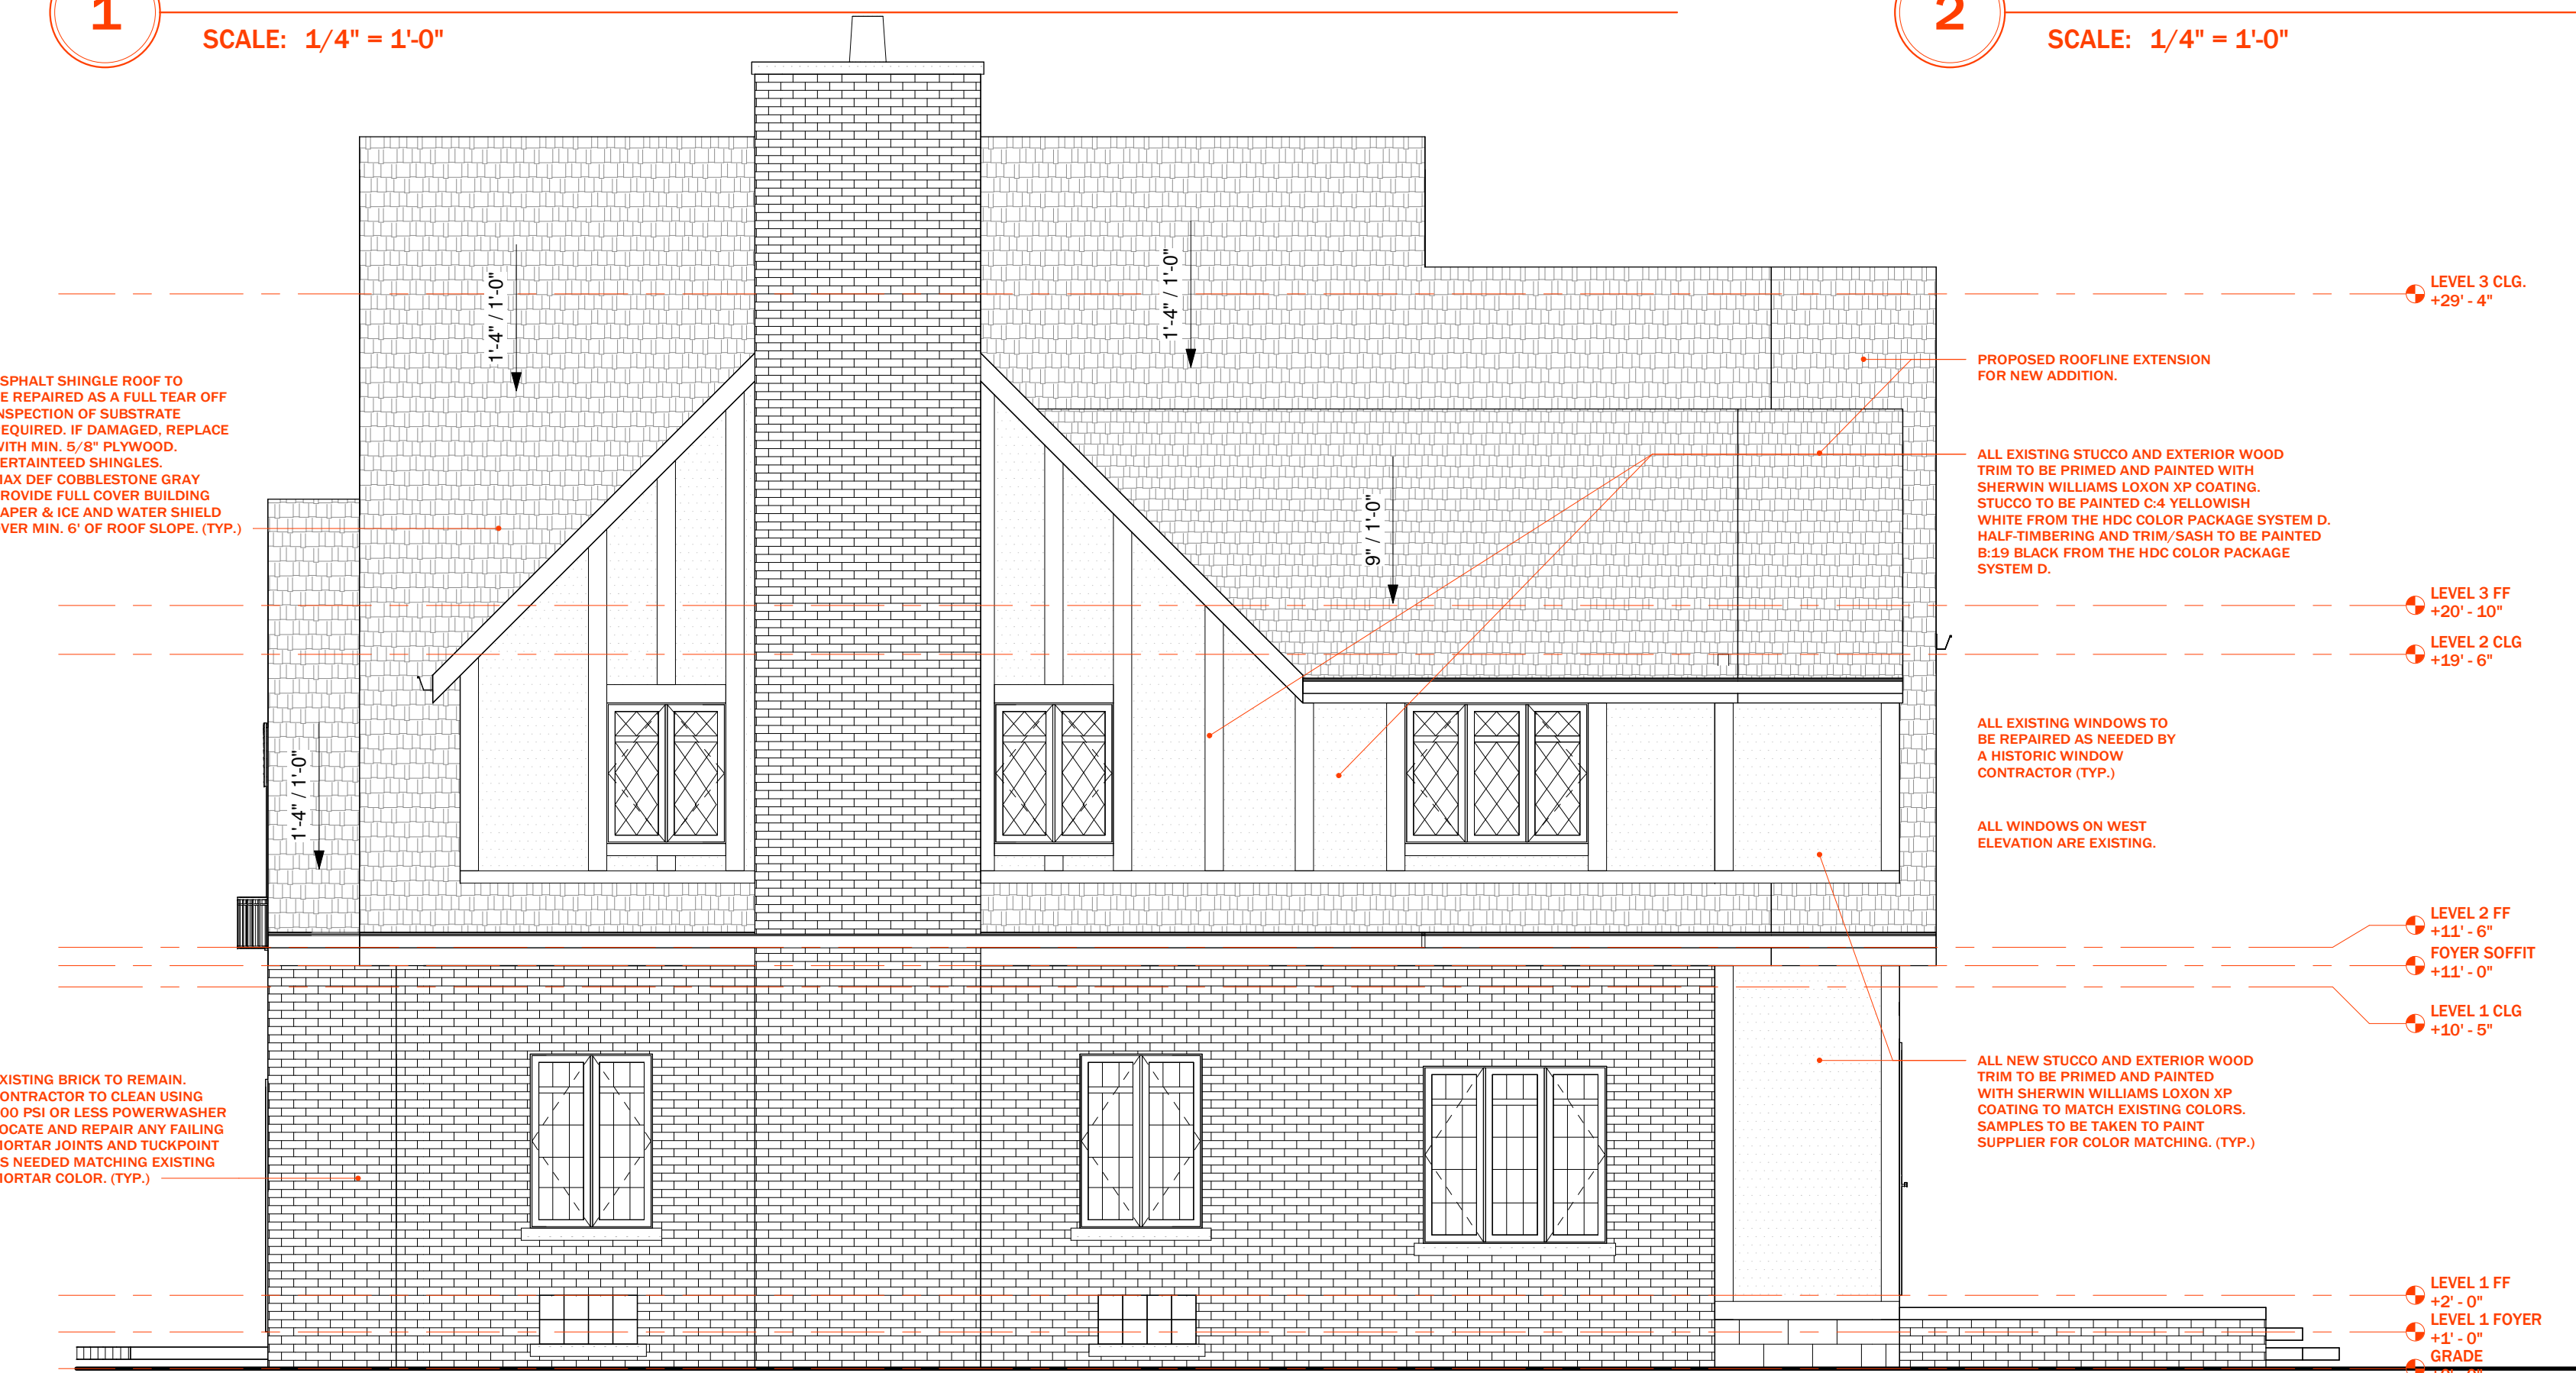 1
SCALE: 1/4" = 1'-0"
2
SCALE: 1/4" = 1'-0"
1'-4" / 1'-0"
1'-4" / 1'-0"
9" / 1'-0"
1'-4" / 1'-0"
SPHALT SHINGLE ROOF TO
E REPAIRED AS A FULL TEAR OFF
NSPECTION OF SUBSTRATE
EQUIRED. IF DAMAGED, REPLACE
WITH MIN. 5/8" PLYWOOD.
ERTAINTEED SHINGLES.
MAX DEF COBBLESTONE GRAY
ROVIDE FULL COVER BUILDING
APER & ICE AND WATER SHIELD
VER MIN. 6' OF ROOF SLOPE. (TYP.)
XISTING BRICK TO REMAIN.
ONTRACTOR TO CLEAN USING
00 PSI OR LESS POWERWASHER
OCATE AND REPAIR ANY FAILING
MORTAR JOINTS AND TUCKPOINT
S NEEDED MATCHING EXISTING
MORTAR COLOR. (TYP.)
LEVEL 3 CLG.
+29' - 4"
PROPOSED ROOFLINE EXTENSION
FOR NEW ADDITION.
ALL EXISTING STUCCO AND EXTERIOR WOOD
TRIM TO BE PRIMED AND PAINTED WITH
SHERWIN WILLIAMS LOXON XP COATING.
STUCCO TO BE PAINTED C:4 YELLOWISH
WHITE FROM THE HDC COLOR PACKAGE SYSTEM D.
HALF-TIMBERING AND TRIM/SASH TO BE PAINTED
B:19 BLACK FROM THE HDC COLOR PACKAGE
SYSTEM D.
LEVEL 3 FF
+20' - 10"
LEVEL 2 CLG
+19' - 6"
ALL EXISTING WINDOWS TO
BE REPAIRED AS NEEDED BY
A HISTORIC WINDOW
CONTRACTOR (TYP.)
ALL WINDOWS ON WEST
ELEVATION ARE EXISTING.
LEVEL 2 FF
+11' - 6"
FOYER SOFFIT
+11' - 0"
LEVEL 1 CLG
+10' - 5"
ALL NEW STUCCO AND EXTERIOR WOOD
TRIM TO BE PRIMED AND PAINTED
WITH SHERWIN WILLIAMS LOXON XP
COATING TO MATCH EXISTING COLORS.
SAMPLES TO BE TAKEN TO PAINT
SUPPLIER FOR COLOR MATCHING. (TYP.)
LEVEL 1 FF
+2' - 0"
LEVEL 1 FOYER
+1' - 0"
GRADE